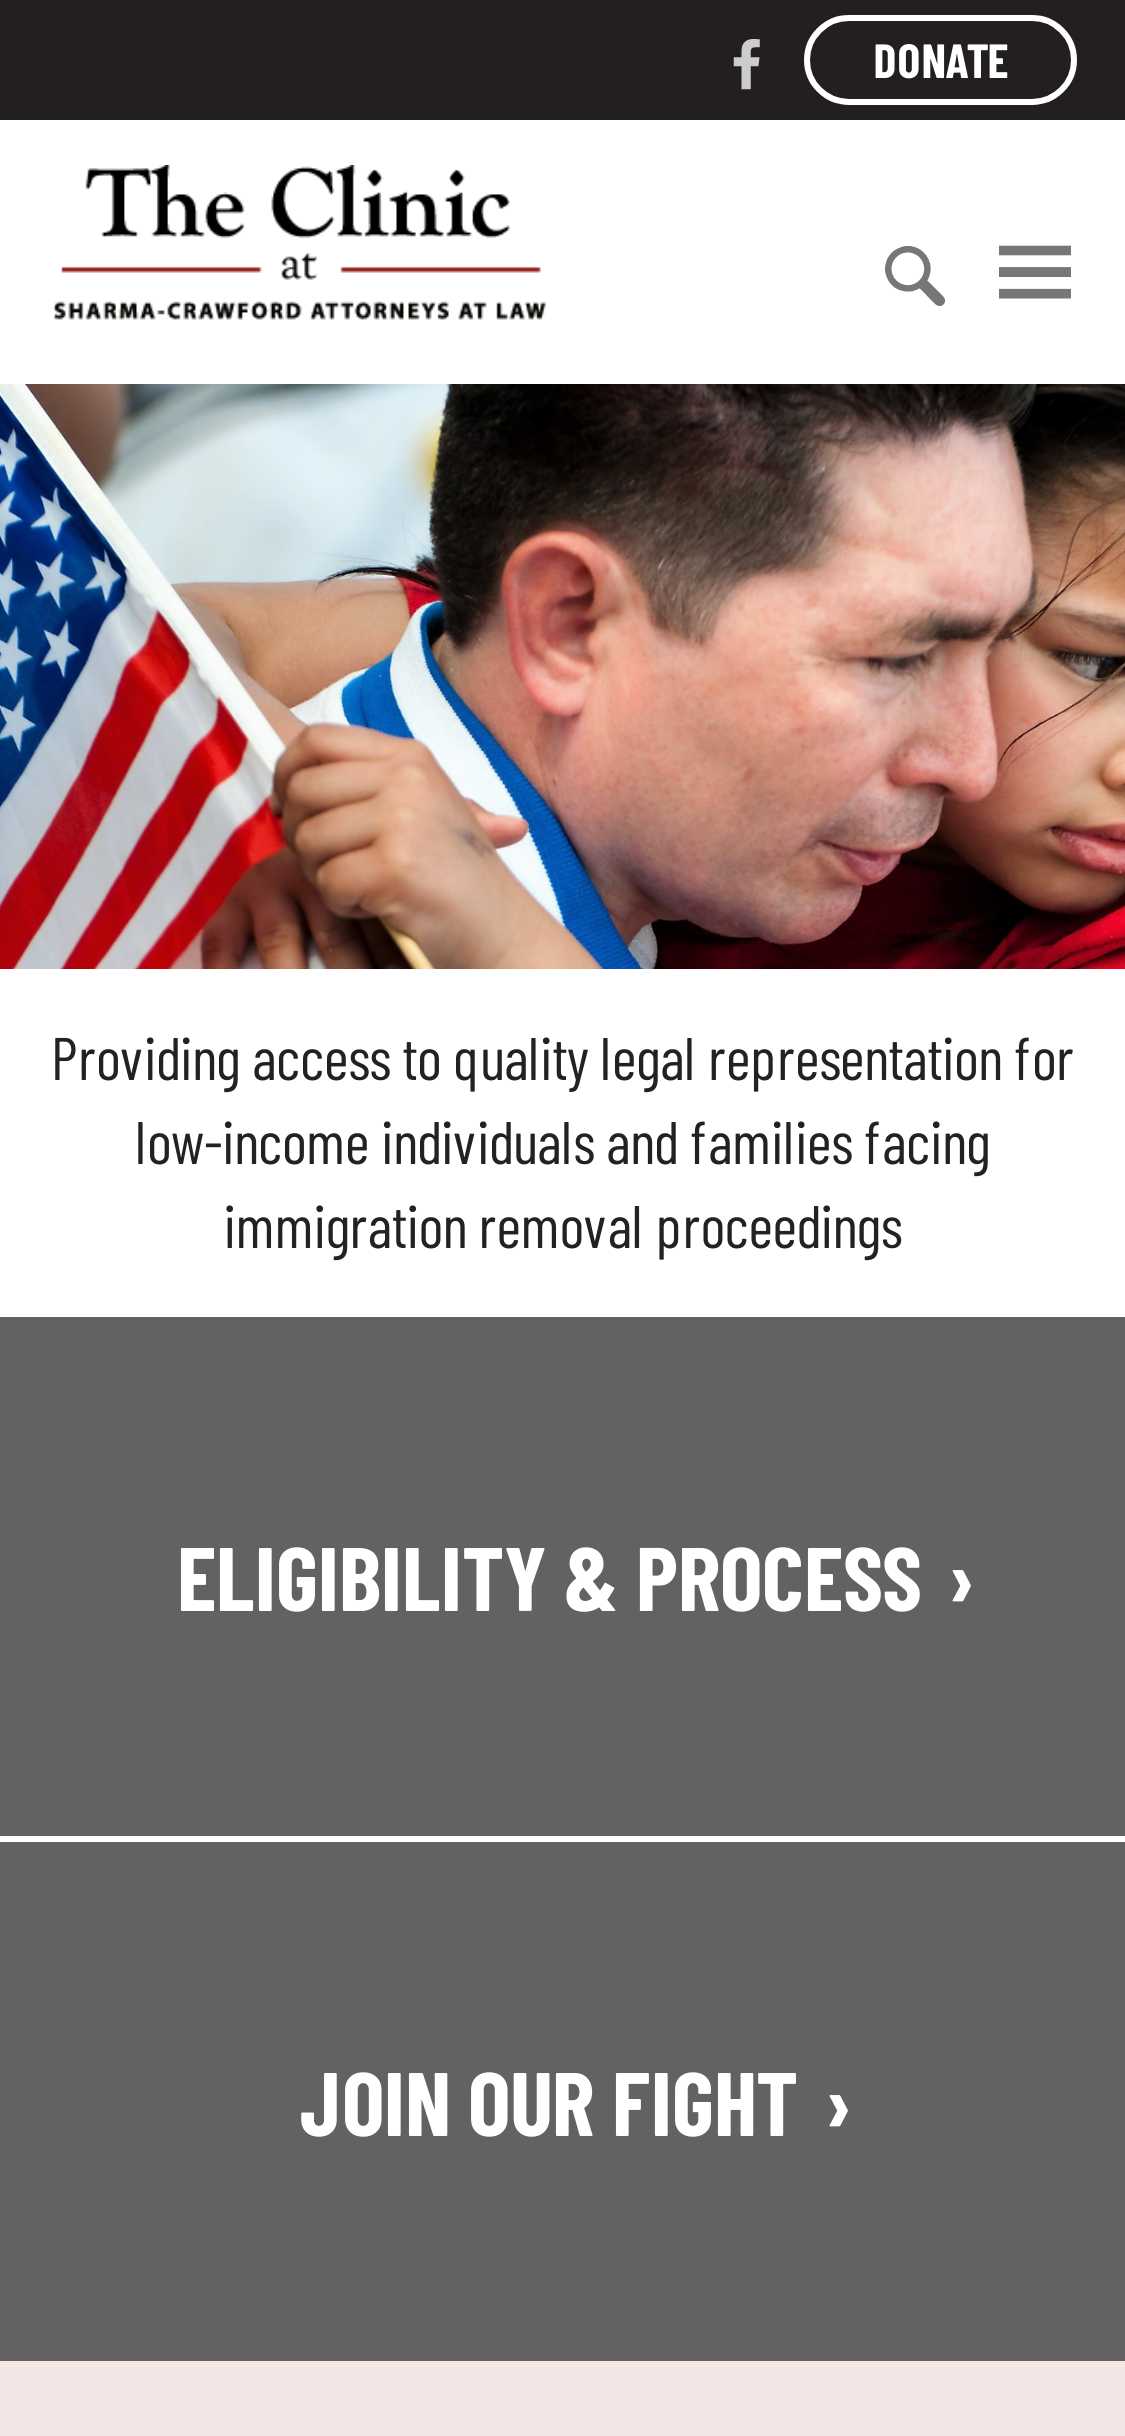 DONATE
The Clinic
at
SHARMA-CRAWFORD ATTORNEYS AT LAW
Providing access to quality legal representation for
low-income individuals and families facing
immigration removal proceedings
ELIGIBILITY & PROCESS ›
JOIN OUR FIGHT ›